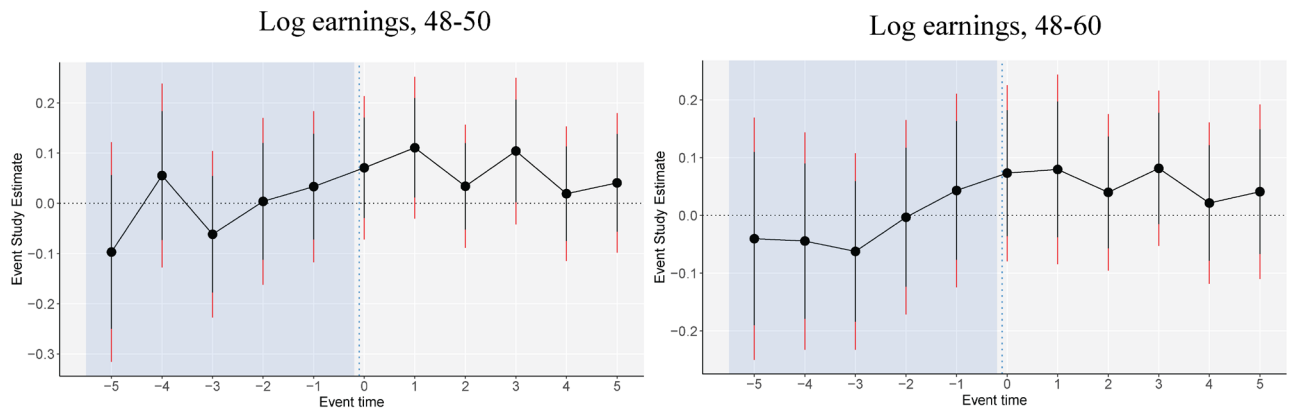 Log earnings, 48-50
Event Study Estimate
0.2
0.1
0.0
−0.1
−0.2
−0.3
−5 −4 −3 −2 −1 0 1 2 3 4 5
Event time
Log earnings, 48-60
Event Study Estimate
0.2
0.1
0.0
−0.1
−0.2
−5 −4 −3 −2 −1 0 1 2 3 4 5
Event time